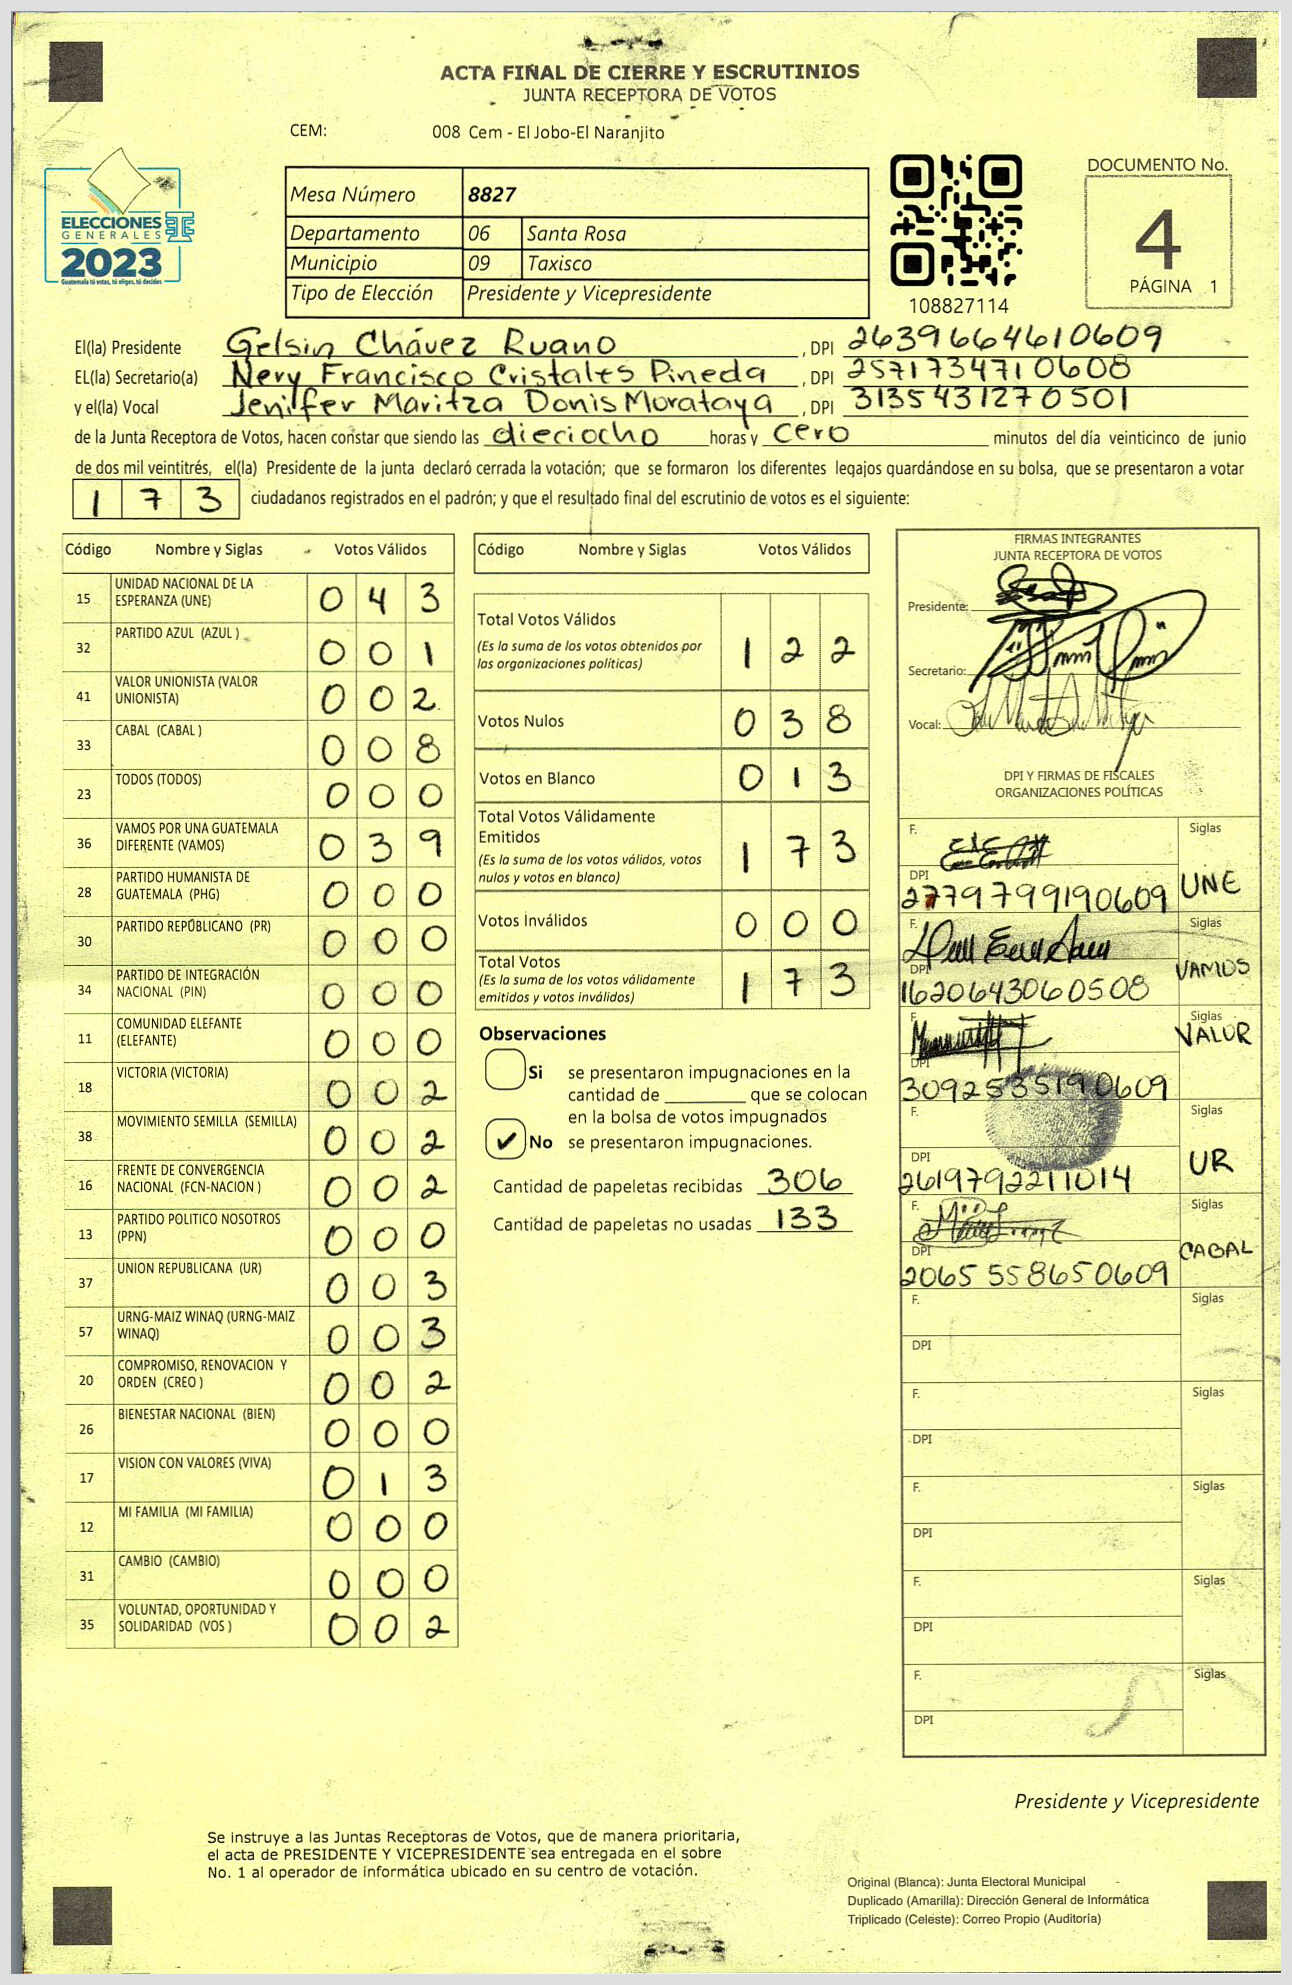 ACTA FINAL DE CIERRE Y ESCRUTINIOS
JUNTA RECEPTORA DE VOTOS
CEM: 008 Cem - El Jobo-El Naranjito
ELECCIONES
GENERALES
2023
Guatemala tú votas, tú eliges, tú decides
Mesa Número 8827
Departamento 06 Santa Rosa
Municipio 09 Taxisco
Tipo de Elección Presidente y Vicepresidente
108827114
DOCUMENTO No.
4
PÁGINA 1
El(la) Presidente Gelsin Chávez Ruano , DPI 2639664610609
EL(la) Secretario(a) Nery Francisco Cristales Pineda , DPI 2571734710608
y el(la) Vocal Jenifer Maritza Donis Morataya , DPI 3135431270501
de la Junta Receptora de Votos, hacen constar que siendo las dieciocho horas y cero minutos del día veinticinco de junio
de dos mil veintitrés, el(la) Presidente de la junta declaró cerrada la votación; que se formaron los diferentes legajos guardándose en su bolsa, que se presentaron a votar
1 7 3 ciudadanos registrados en el padrón; y que el resultado final del escrutinio de votos es el siguiente:
Código Nombre y Siglas Votos Válidos
15 UNIDAD NACIONAL DE LA ESPERANZA (UNE) 0 4 3
32 PARTIDO AZUL (AZUL ) 0 0 1
41 VALOR UNIONISTA (VALOR UNIONISTA) 0 0 2
33 CABAL (CABAL ) 0 0 8
23 TODOS (TODOS) 0 0 0
36 VAMOS POR UNA GUATEMALA DIFERENTE (VAMOS) 0 3 9
28 PARTIDO HUMANISTA DE GUATEMALA (PHG) 0 0 0
30 PARTIDO REPÚBLICANO (PR) 0 0 0
34 PARTIDO DE INTEGRACIÓN NACIONAL (PIN) 0 0 0
11 COMUNIDAD ELEFANTE (ELEFANTE) 0 0 0
18 VICTORIA (VICTORIA) 0 0 2
38 MOVIMIENTO SEMILLA (SEMILLA) 0 0 2
16 FRENTE DE CONVERGENCIA NACIONAL (FCN-NACION ) 0 0 2
13 PARTIDO POLITICO NOSOTROS (PPN) 0 0 0
37 UNION REPUBLICANA (UR) 0 0 3
57 URNG-MAIZ WINAQ (URNG-MAIZ WINAQ) 0 0 3
20 COMPROMISO, RENOVACION Y ORDEN (CREO ) 0 0 2
26 BIENESTAR NACIONAL (BIEN) 0 0 0
17 VISION CON VALORES (VIVA) 0 1 3
12 MI FAMILIA (MI FAMILIA) 0 0 0
31 CAMBIO (CAMBIO) 0 0 0
35 VOLUNTAD, OPORTUNIDAD Y SOLIDARIDAD (VOS ) 0 0 2
Código Nombre y Siglas Votos Válidos
Total Votos Válidos 1 2 2
(Es la suma de los votos obtenidos por
las organizaciones políticas)
Votos Nulos 0 3 8
Votos en Blanco 0 1 3
Total Votos Válidamente
Emitidos 1 7 3
(Es la suma de los votos válidos, votos
nulos y votos en blanco)
Votos Inválidos 0 0 0
Total Votos 1 7 3
(Es la suma de los votos válidamente
emitidos y votos inválidos)
Observaciones
Si se presentaron impugnaciones en la
cantidad de ________ que se colocan
en la bolsa de votos impugnados
✔ No se presentaron impugnaciones.
Cantidad de papeletas recibidas 306
Cantidad de papeletas no usadas 133
FIRMAS INTEGRANTES
JUNTA RECEPTORA DE VOTOS
Presidente:
Secretario:
Vocal:
DPI Y FIRMAS DE FISCALES
ORGANIZACIONES POLÍTICAS
F. Siglas
DPI 2779799190609 UNE
F. Siglas
DPI 1620643060508 VAMOS
F. Siglas
DPI 3092535190609 VALOR
F. Siglas
DPI 2619792211014 UR
F. Siglas
DPI 2065 558650609 CABAL
F. Siglas
DPI
F. Siglas
DPI
F. Siglas
DPI
F. Siglas
DPI
F. Siglas
DPI
Presidente y Vicepresidente
Se instruye a las Juntas Receptoras de Votos, que de manera prioritaria,
el acta de PRESIDENTE Y VICEPRESIDENTE sea entregada en el sobre
No. 1 al operador de informática ubicado en su centro de votación.
Original (Blanca): Junta Electoral Municipal
Duplicado (Amarilla): Dirección General de Informática
Triplicado (Celeste): Correo Propio (Auditoría)